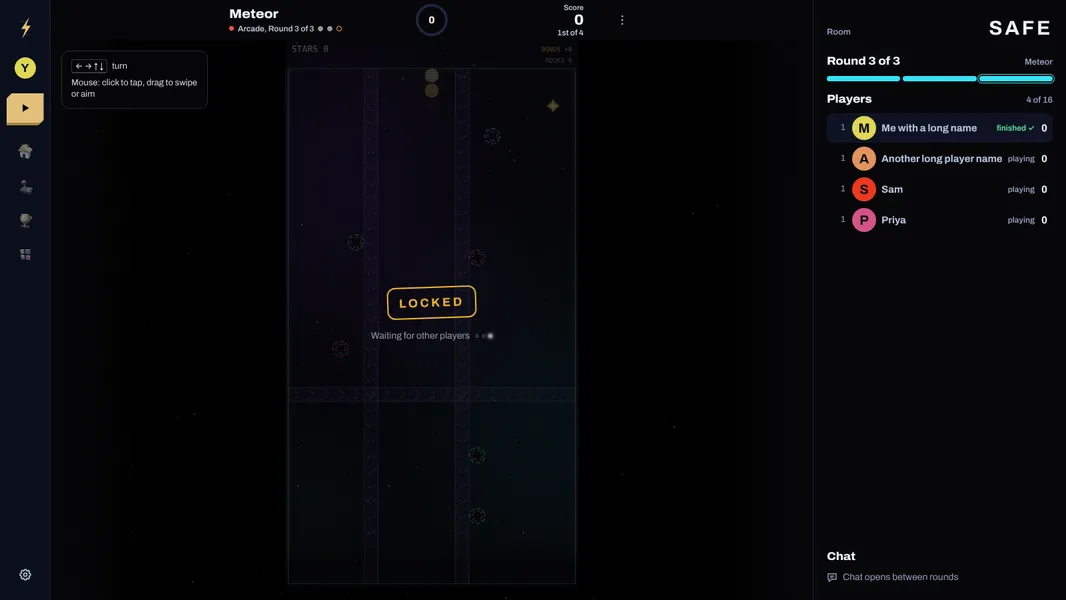 Meteor
Arcade, Round 3 of 3
0
Score
0
1st of 4
Y
← → ↑ ↓ turn
Mouse: click to tap, drag to swipe
or aim
STARS 0
BONUS +0
ROCKS 0
LOCKED
Waiting for other players
Room
SAFE
Round 3 of 3
Meteor
Players
4 of 16
1 M Me with a long name finished ✓ 0
1 A Another long player name playing 0
1 S Sam playing 0
1 P Priya playing 0
Chat
Chat opens between rounds